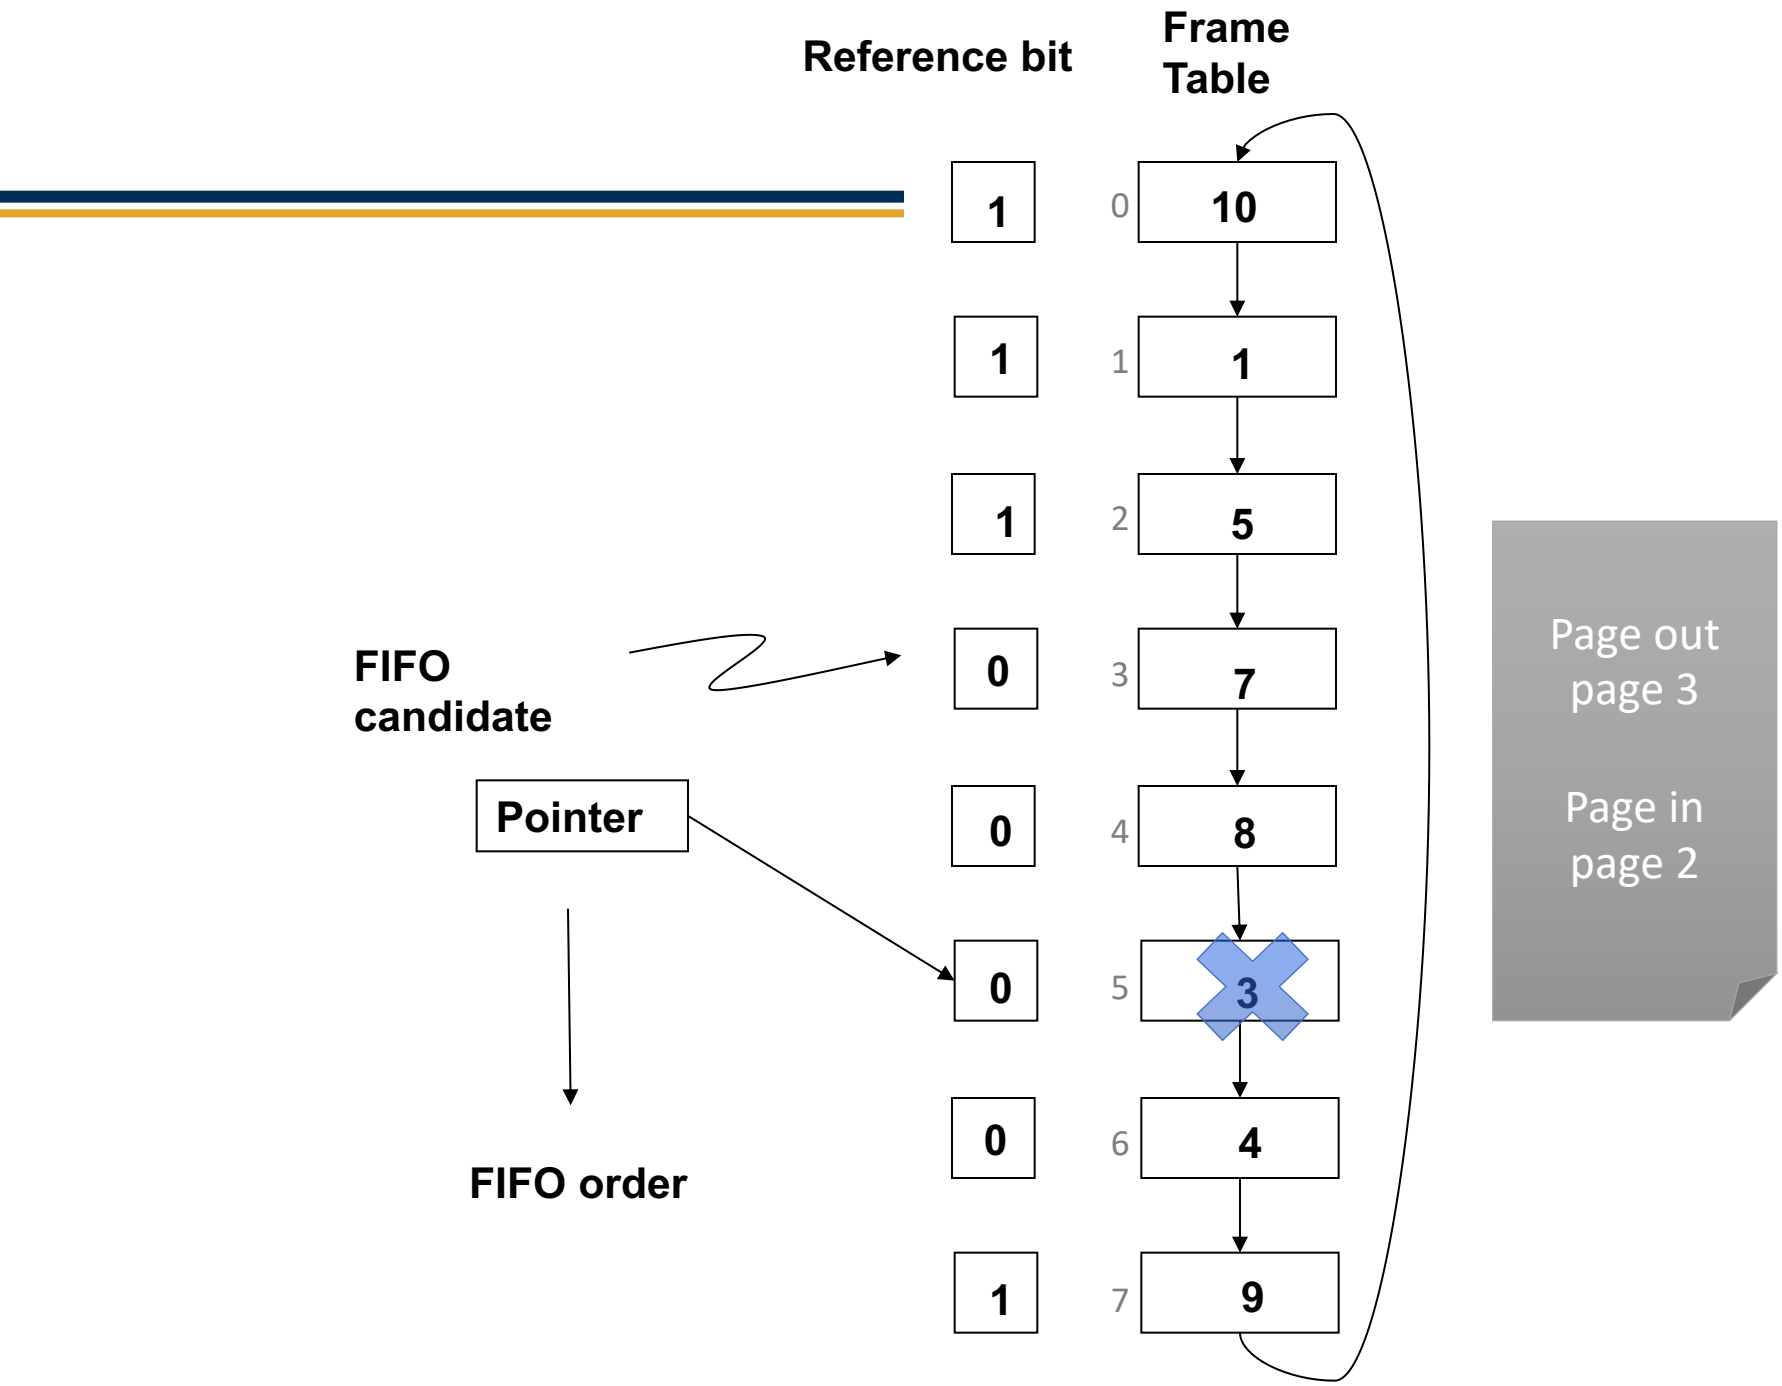 Reference bit
Frame
Table
1
0
10
1
1
1
1
2
5
FIFO
candidate
0
3
7
Pointer
0
4
8
0
5
3
0
6
4
FIFO order
1
7
9
Page out
page 3
Page in
page 2